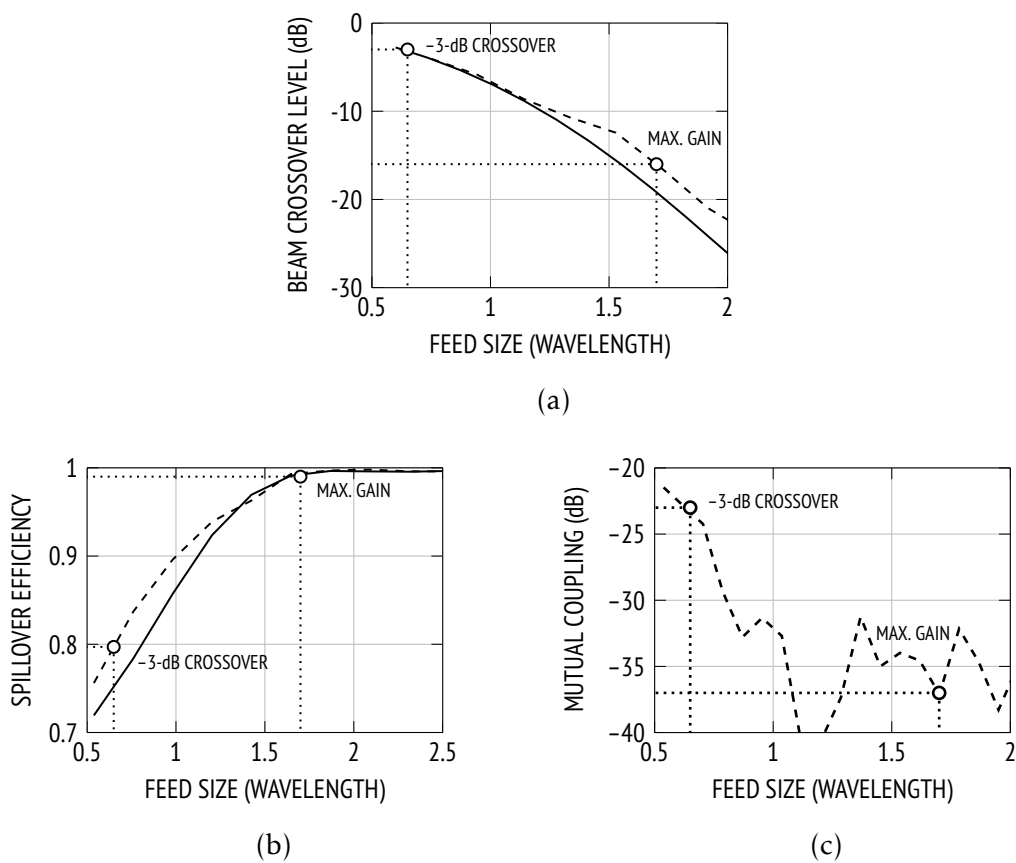 0
-10
-20
-30
BEAM CROSSOVER LEVEL (dB)
–3-dB CROSSOVER
MAX. GAIN
0.5 1 1.5 2
FEED SIZE (WAVELENGTH)
(a)
1
0.9
0.8
0.7
SPILLOVER EFFICIENCY
MAX. GAIN
–3-dB CROSSOVER
0.5 1 1.5 2 2.5
FEED SIZE (WAVELENGTH)
(b)
−20
−25
−30
−35
−40
MUTUAL COUPLING (dB)
–3-dB CROSSOVER
MAX. GAIN
0.5 1 1.5 2
FEED SIZE (WAVELENGTH)
(c)